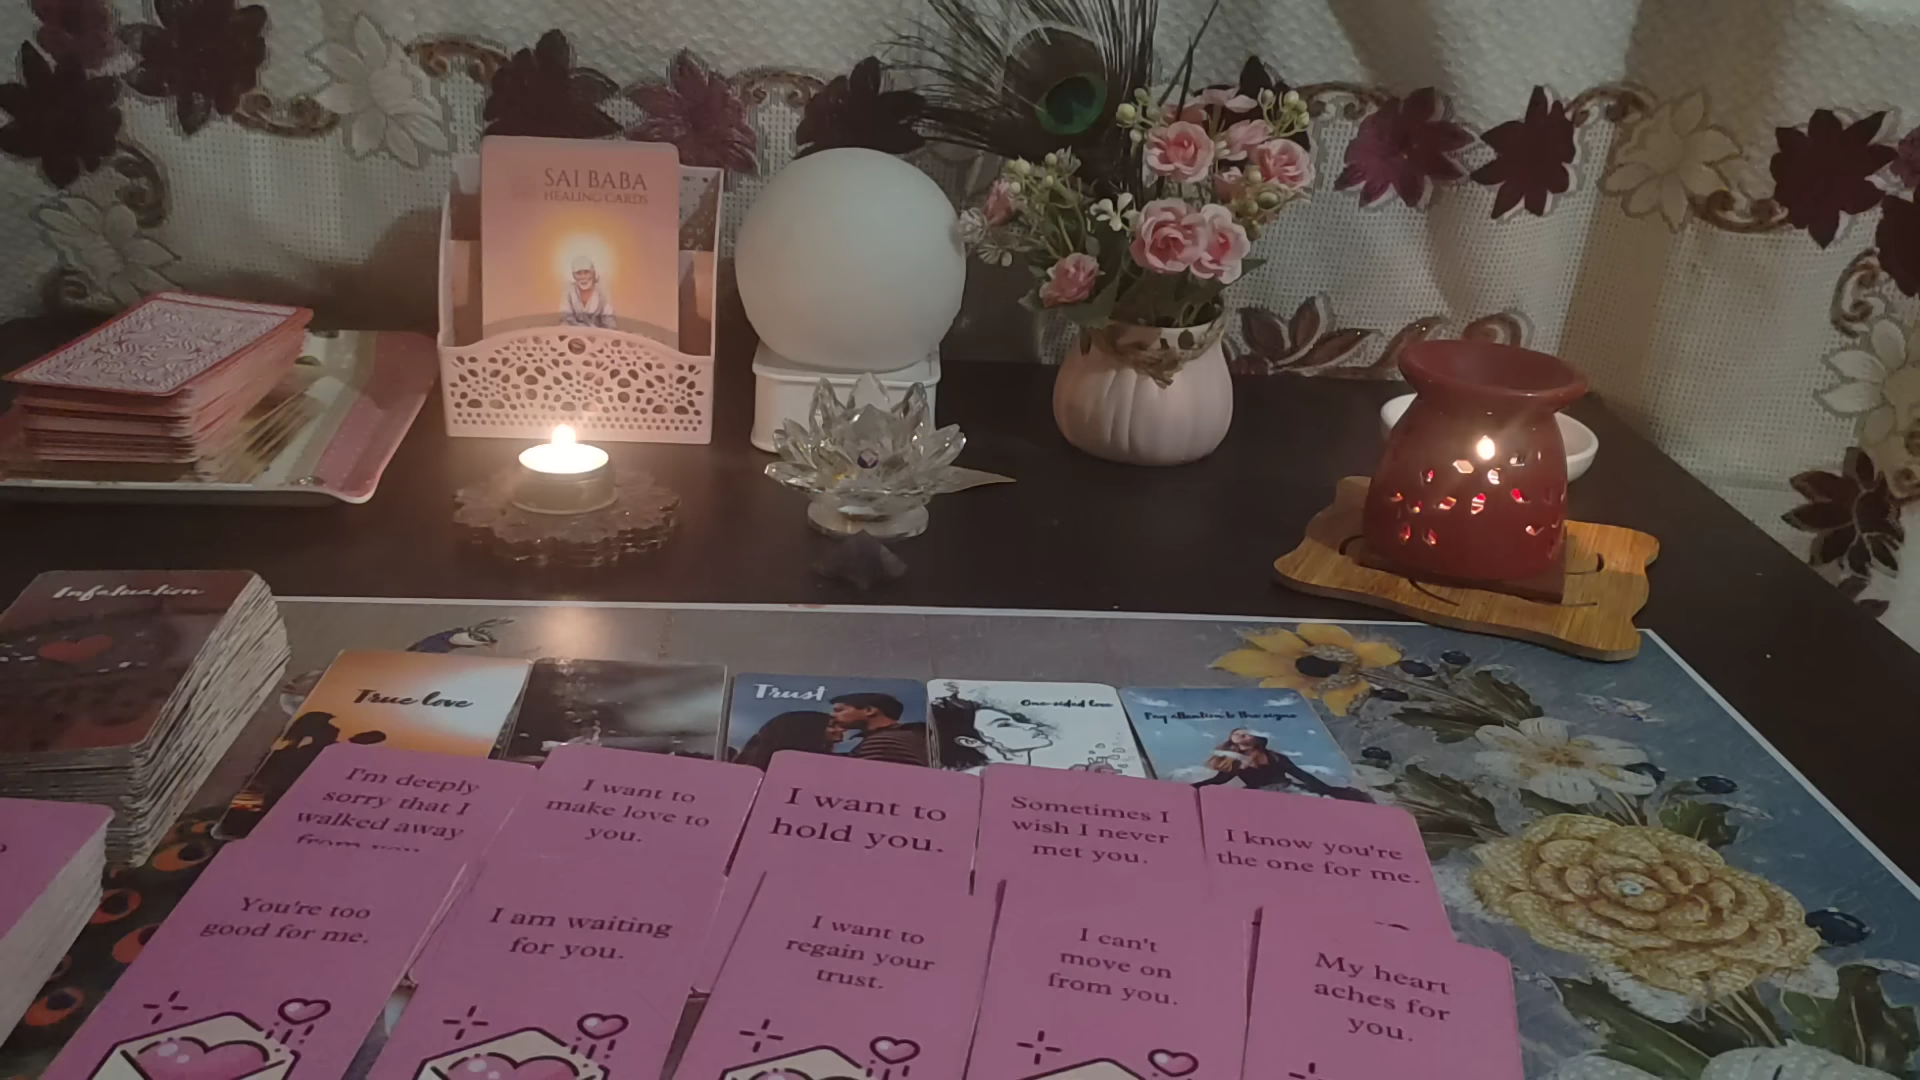 SAI BABA
HEALING CARDS
Infatuation
True love
Trust
One-sided love
Pay attention to the signs
I'm deeply
sorry that I
walked away
from you.
I want to
make love to
you.
I want to
hold you.
Sometimes I
wish I never
met you.
I know you're
the one for me.
You're too
good for me.
I am waiting
for you.
I want to
regain your
trust.
I can't
move on
from you.
My heart
aches for
you.